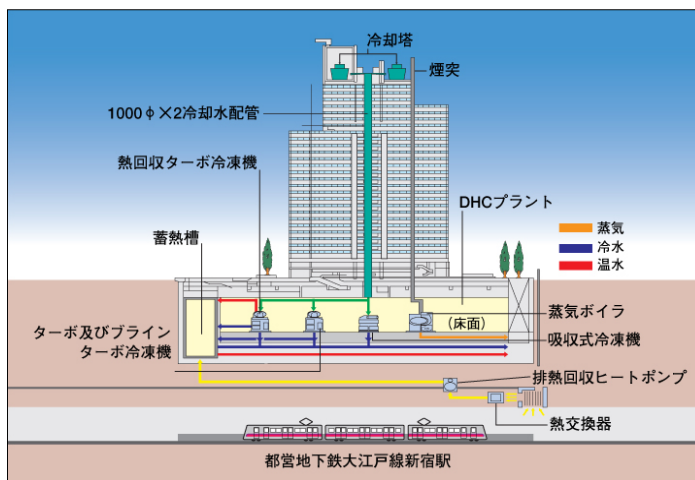 冷却塔
煙突
1000φ×2冷却水配管
熱回収ターボ冷凍機
DHCプラント
蒸気
冷水
温水
蓄熱槽
蒸気ボイラ
(床面)
ターボ及びブライン
ターボ冷凍機
吸収式冷凍機
排熱回収ヒートポンプ
熱交換器
都営地下鉄大江戸線新宿駅